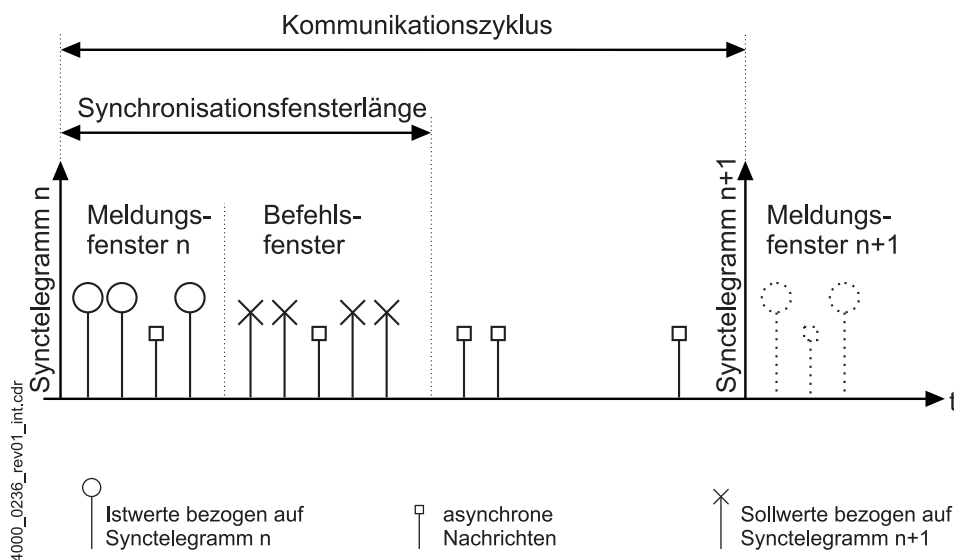 Kommunikationszyklus
Synchronisationsfensterlänge
Synctelegramm n
Meldungs-
fenster n
Befehls-
fenster
Synctelegramm n+1
Meldungs-
fenster n+1
t
4000_0236_rev01_int.cdr
Istwerte bezogen auf
Synctelegramm n
asynchrone
Nachrichten
Sollwerte bezogen auf
Synctelegramm n+1